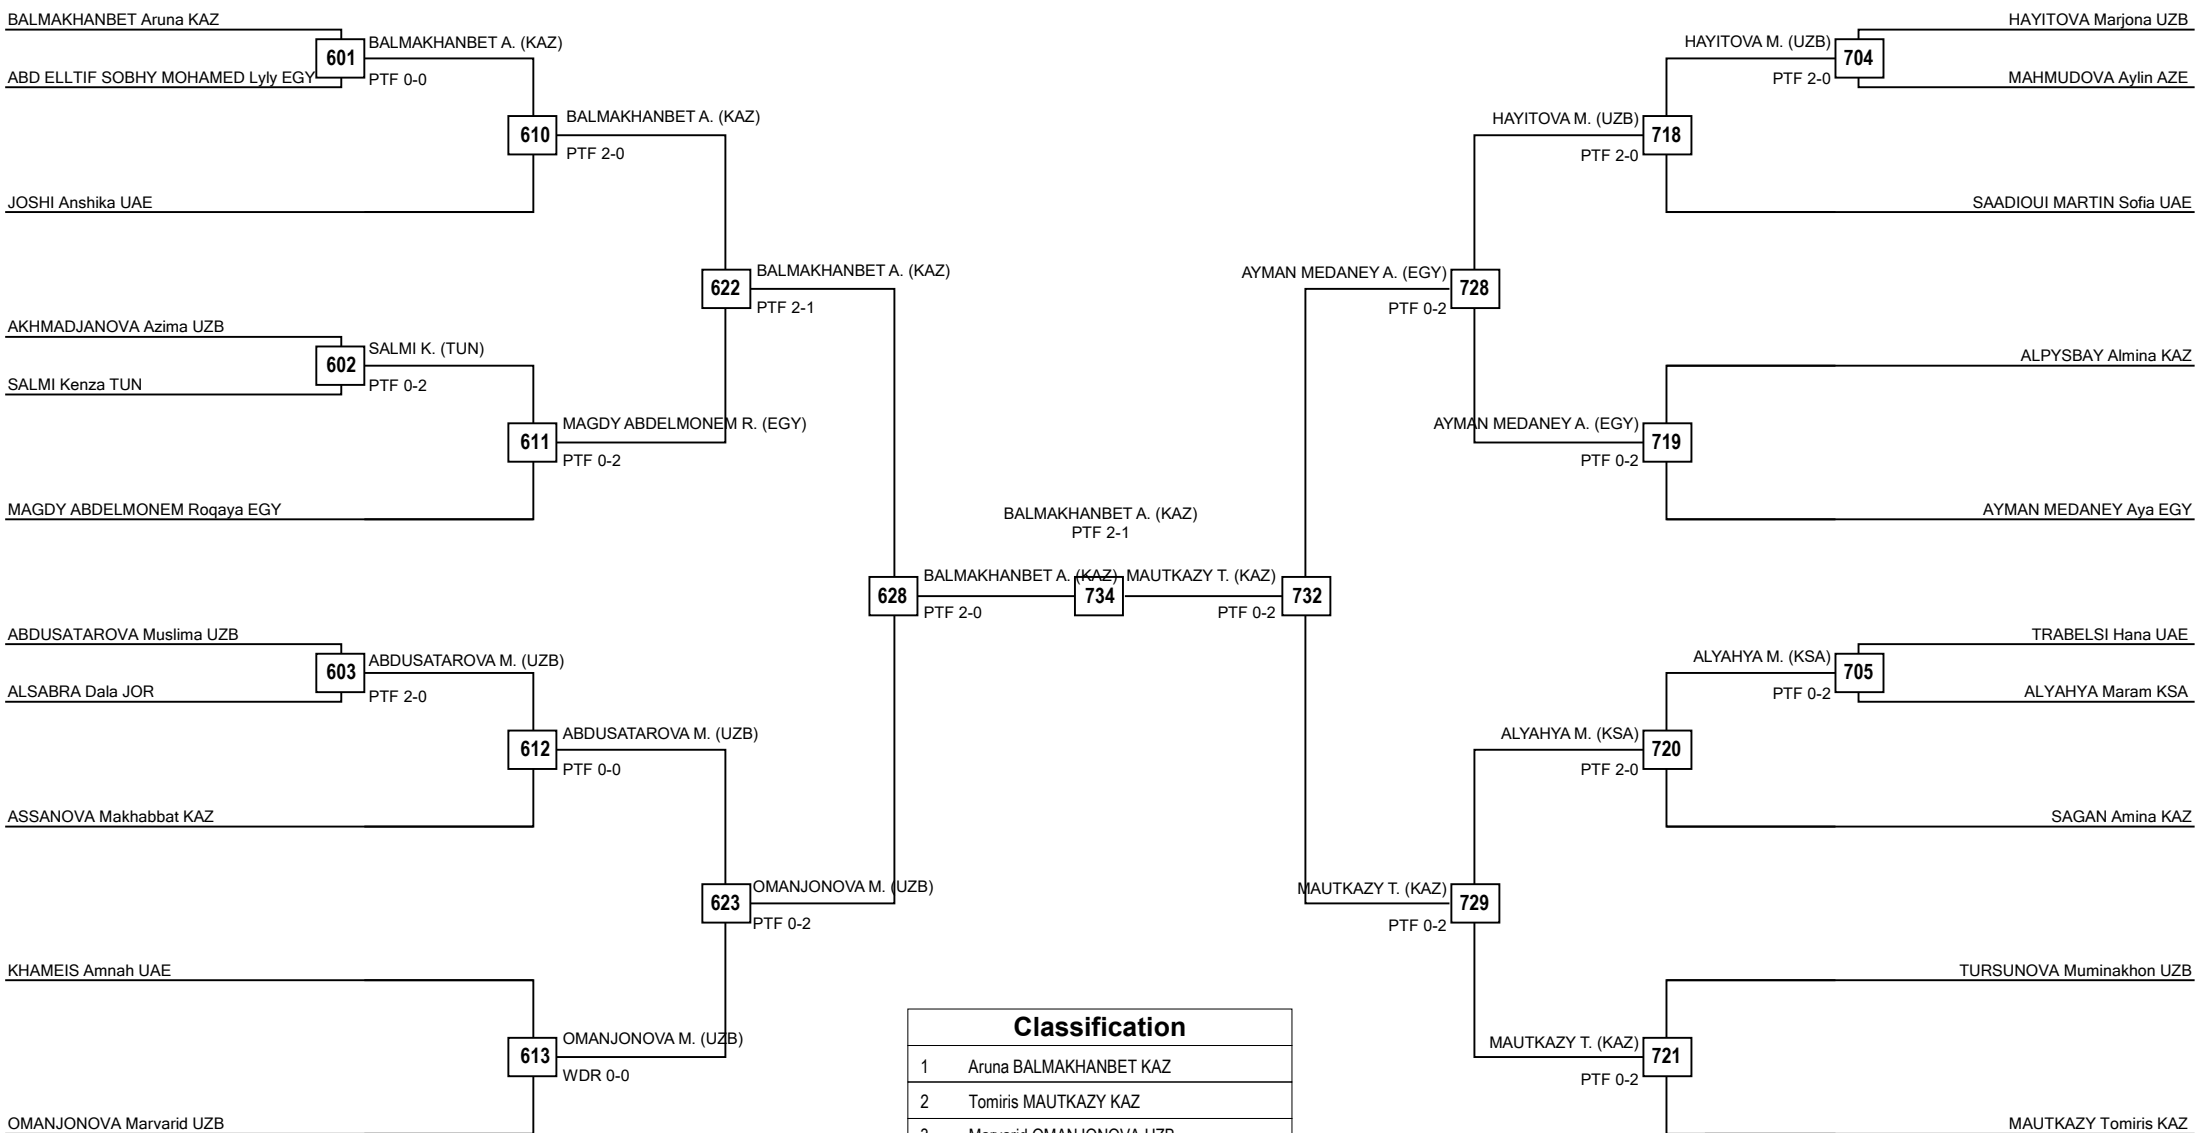 BALMAKHANBET Aruna KAZ
601
BALMAKHANBET A. (KAZ)
ABD ELLTIF SOBHY MOHAMED Lyly EGY
PTF 0-0
610
BALMAKHANBET A. (KAZ)
PTF 2-0
JOSHI Anshika UAE
622
BALMAKHANBET A. (KAZ)
PTF 2-1
AKHMADJANOVA Azima UZB
602
SALMI K. (TUN)
SALMI Kenza TUN
PTF 0-2
611
MAGDY ABDELMONEM R. (EGY)
PTF 0-2
MAGDY ABDELMONEM Roqaya EGY
628
BALMAKHANBET A. (KAZ)
PTF 2-0
ABDUSATAROVA Muslima UZB
603
ABDUSATAROVA M. (UZB)
ALSABRA Dala JOR
PTF 2-0
612
ABDUSATAROVA M. (UZB)
PTF 0-0
ASSANOVA Makhabbat KAZ
623
OMANJONOVA M. (UZB)
PTF 0-2
KHAMEIS Amnah UAE
613
OMANJONOVA M. (UZB)
WDR 0-0
OMANJONOVA Marvarid UZB
BALMAKHANBET A. (KAZ)
PTF 2-1
734
HAYITOVA Marjona UZB
HAYITOVA M. (UZB)
704
PTF 2-0
MAHMUDOVA Aylin AZE
HAYITOVA M. (UZB)
718
PTF 2-0
SAADIOUI MARTIN Sofia UAE
AYMAN MEDANEY A. (EGY)
728
PTF 0-2
ALPYSBAY Almina KAZ
AYMAN MEDANEY A. (EGY)
719
PTF 0-2
AYMAN MEDANEY Aya EGY
MAUTKAZY T. (KAZ)
732
PTF 0-2
TRABELSI Hana UAE
ALYAHYA M. (KSA)
705
PTF 0-2
ALYAHYA Maram KSA
ALYAHYA M. (KSA)
720
PTF 2-0
SAGAN Amina KAZ
MAUTKAZY T. (KAZ)
729
PTF 0-2
TURSUNOVA Muminakhon UZB
MAUTKAZY T. (KAZ)
721
PTF 0-2
MAUTKAZY Tomiris KAZ
Classification
1 Aruna BALMAKHANBET KAZ
2 Tomiris MAUTKAZY KAZ
3 Marvarid OMANJONOVA UZB